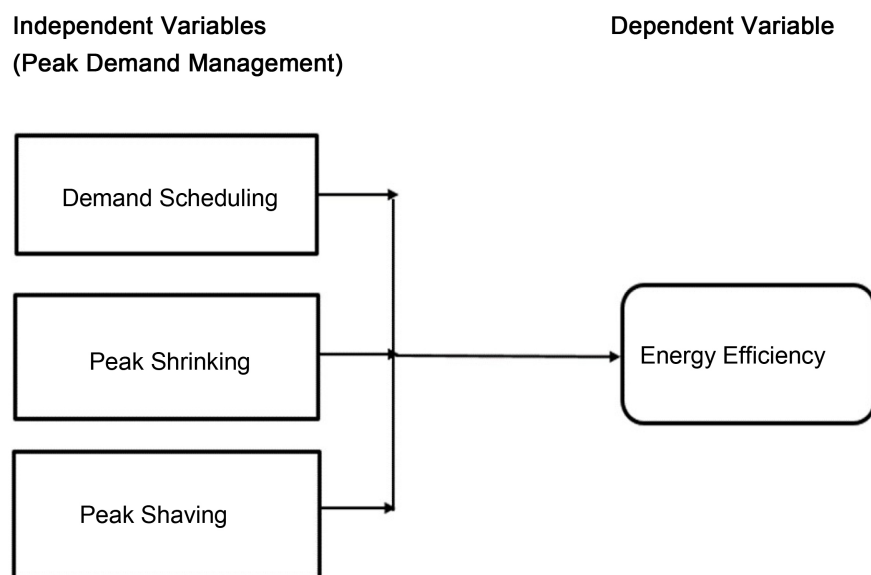 Independent Variables
(Peak Demand Management)
Dependent Variable
Demand Scheduling
Peak Shrinking
Energy Efficiency
Peak Shaving